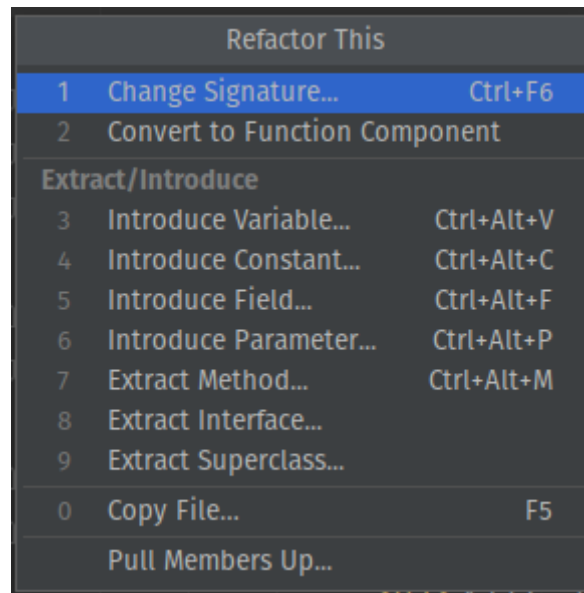 Refactor This
1 Change Signature... Ctrl+F6
2 Convert to Function Component
Extract/Introduce
3 Introduce Variable... Ctrl+Alt+V
4 Introduce Constant... Ctrl+Alt+C
5 Introduce Field... Ctrl+Alt+F
6 Introduce Parameter... Ctrl+Alt+P
7 Extract Method... Ctrl+Alt+M
8 Extract Interface...
9 Extract Superclass...
0 Copy File... F5
Pull Members Up...